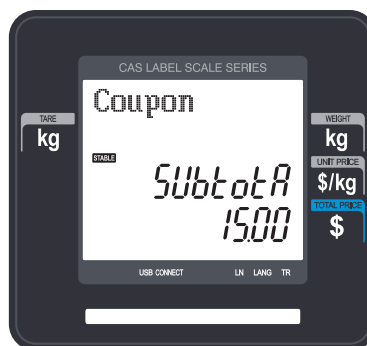 CAS LABEL SCALE SERIES
Coupon
TARE
kg
WEIGHT
kg
STABLE
SUbtotA
UNIT PRICE
$/kg
15.00
TOTAL PRICE
$
USB CONNECT LN LANG TR